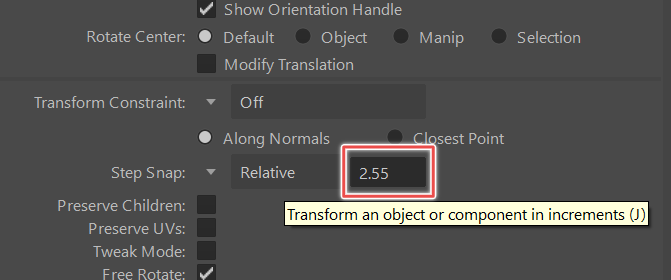 Show Orientation Handle
Rotate Center: Default Object Manip Selection
Modify Translation
Transform Constraint: Off
Along Normals Closest Point
Step Snap: Relative 2.55
Transform an object or component in increments (J)
Preserve Children:
Preserve UVs:
Tweak Mode:
Free Rotate: